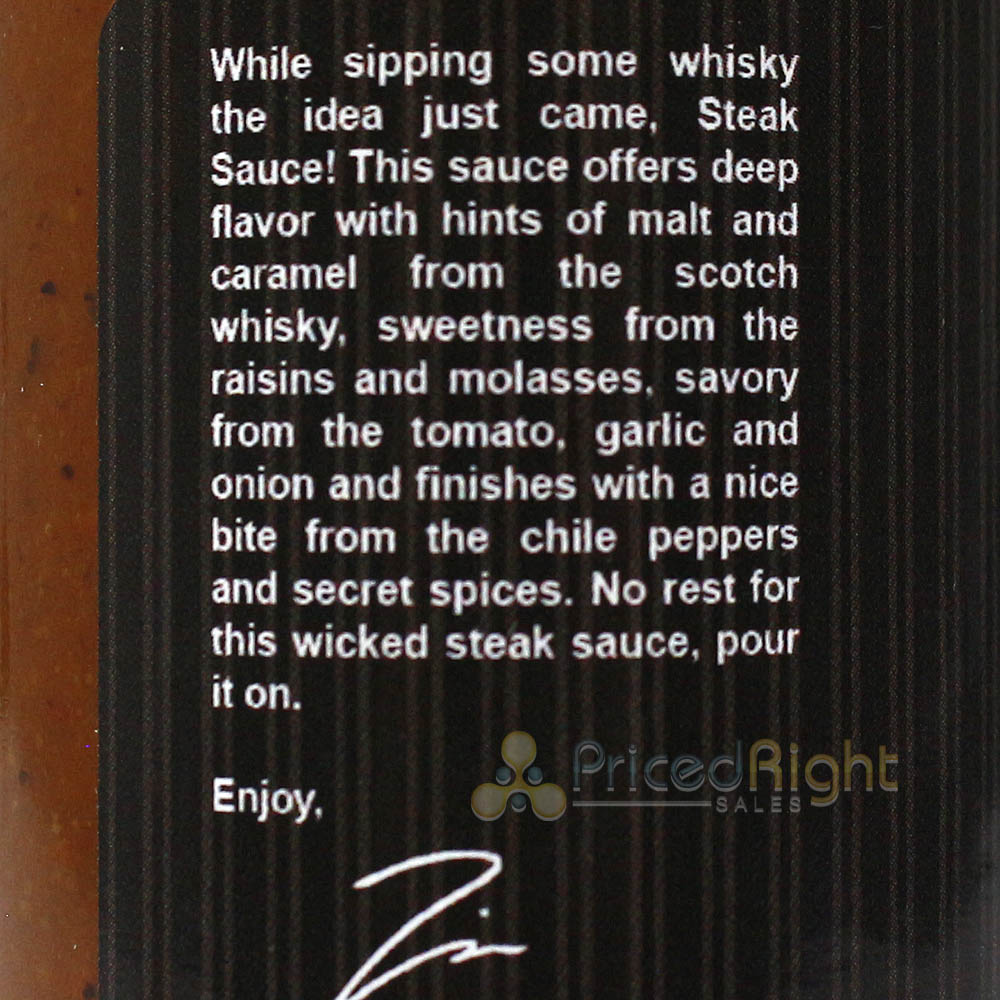 While sipping some whisky
the idea just came, Steak
Sauce! This sauce offers deep
flavor with hints of malt and
caramel from the scotch
whisky, sweetness from the
raisins and molasses, savory
from the tomato, garlic and
onion and finishes with a nice
bite from the chile peppers
and secret spices. No rest for
this wicked steak sauce, pour
it on.
PricedRight
SALES
Enjoy,